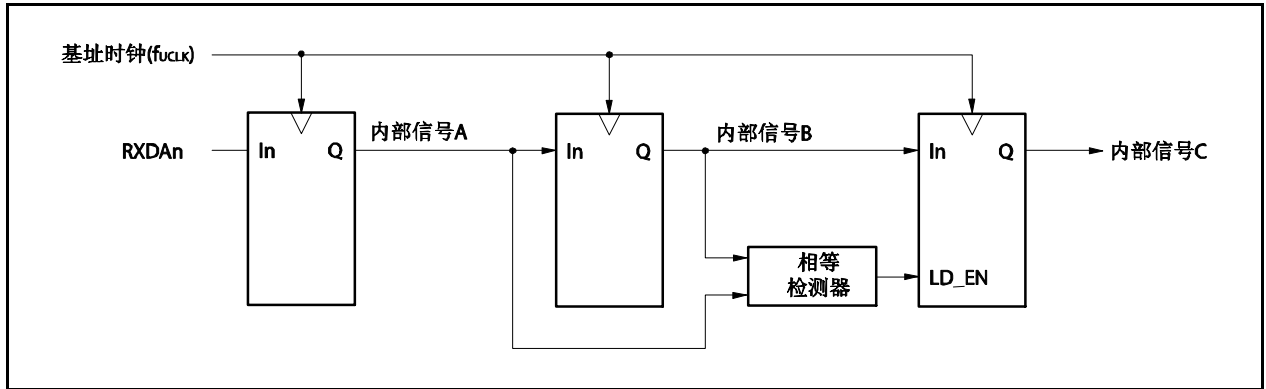 基址时钟(fUCLK)
RXDAn
In
Q
内部信号A
In
Q
内部信号B
In
Q
内部信号C
相等
检测器
LD_EN